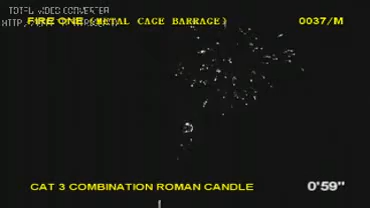 TOTAL VIDEO CONVERTER
FIRE ONE (METAL CAGE BARRAGE) 0037/M
CAT 3 COMBINATION ROMAN CANDLE 0'59"